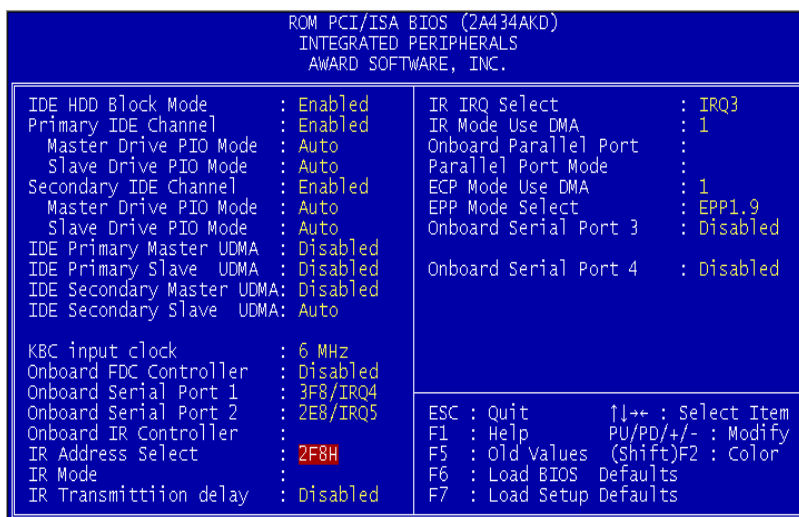 ROM PCI/ISA BIOS (2A434AKD)
INTEGRATED PERIPHERALS
AWARD SOFTWARE, INC.
IDE HDD Block Mode : Enabled
Primary IDE Channel : Enabled
Master Drive PIO Mode : Auto
Slave Drive PIO Mode : Auto
Secondary IDE Channel : Enabled
Master Drive PIO Mode : Auto
Slave Drive PIO Mode : Auto
IDE Primary Master UDMA : Disabled
IDE Primary Slave UDMA : Disabled
IDE Secondary Master UDMA: Disabled
IDE Secondary Slave UDMA: Auto
KBC input clock : 6 MHz
Onboard FDC Controller : Disabled
Onboard Serial Port 1 : 3F8/IRQ4
Onboard Serial Port 2 : 2E8/IRQ5
Onboard IR Controller :
IR Address Select : 2F8H
IR Mode :
IR Transmittiion delay : Disabled
IR IRQ Select : IRQ3
IR Mode Use DMA : 1
Onboard Parallel Port :
Parallel Port Mode :
ECP Mode Use DMA : 1
EPP Mode Select : EPP1.9
Onboard Serial Port 3 : Disabled
Onboard Serial Port 4 : Disabled
ESC : Quit ↑↓→← : Select Item
F1 : Help PU/PD/+/- : Modify
F5 : Old Values (Shift)F2 : Color
F6 : Load BIOS Defaults
F7 : Load Setup Defaults